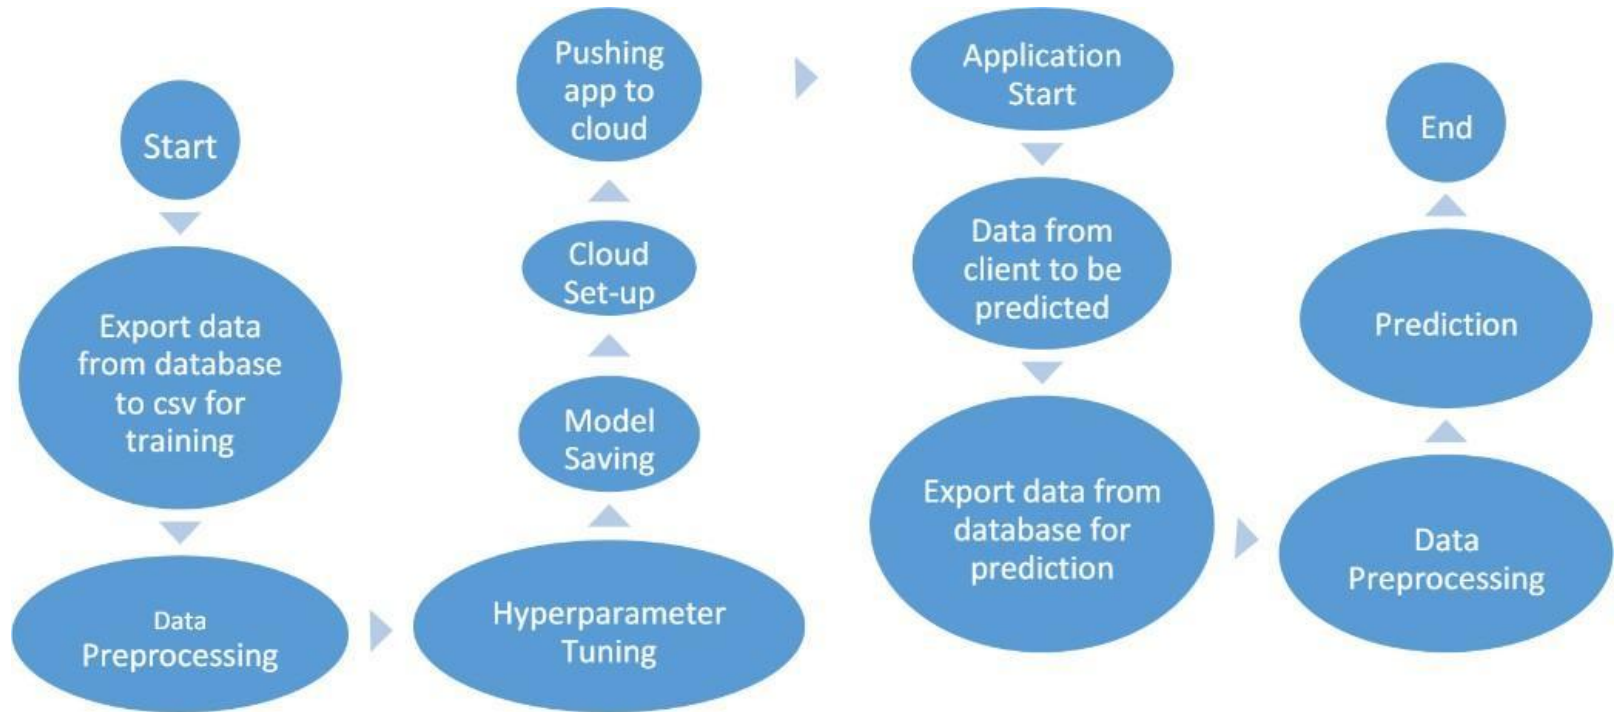 Start
Export data
from database
to csv for
training
Data
Preprocessing
Hyperparameter
Tuning
Model
Saving
Cloud
Set-up
Pushing
app to
cloud
Application
Start
Data from
client to be
predicted
Export data from
database for
prediction
Data
Preprocessing
Prediction
End